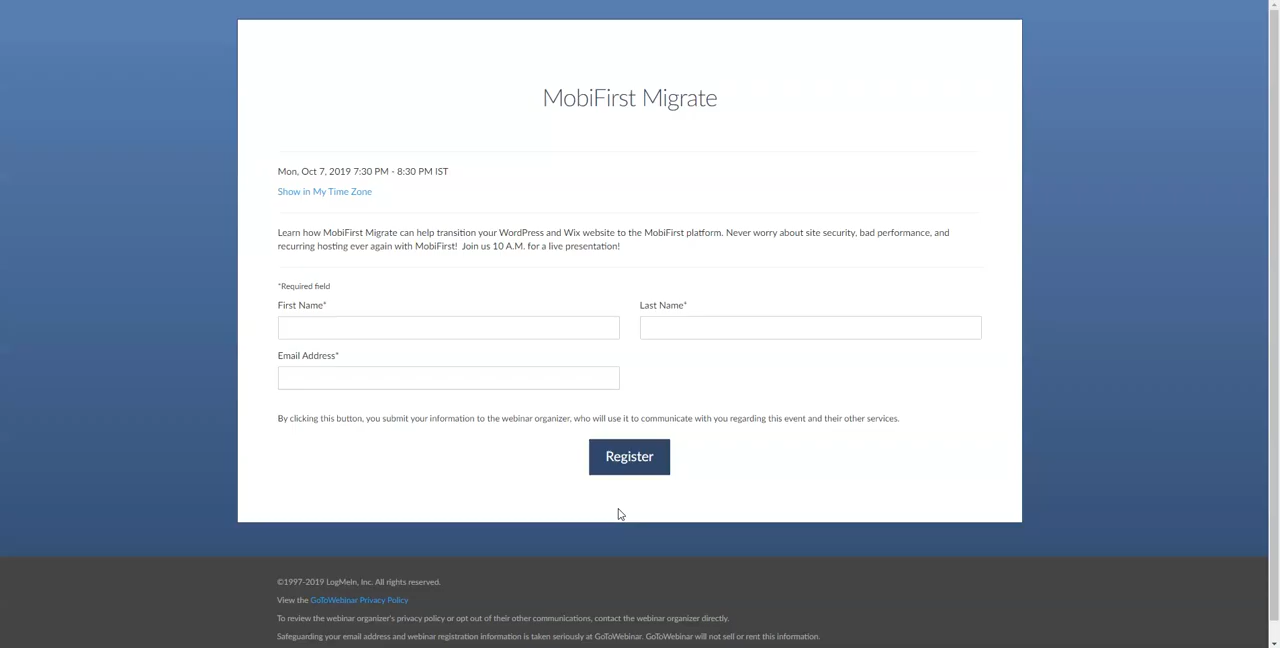 MobiFirst Migrate
Mon, Oct 7, 2019 7:30 PM - 8:30 PM IST
Show in My Time Zone
Learn how MobiFirst Migrate can help transition your WordPress and Wix website to the MobiFirst platform. Never worry about site security, bad performance, and
recurring hosting ever again with MobiFirst!  Join us 10 A.M. for a live presentation!
*Required field
First Name* Last Name*
Email Address*
By clicking this button, you submit your information to the webinar organizer, who will use it to communicate with you regarding this event and their other services.
Register
©1997-2019 LogMeIn, Inc. All rights reserved.
View the GoToWebinar Privacy Policy
To review the webinar organizer's privacy policy or opt out of their other communications, contact the webinar organizer directly.
Safeguarding your email address and webinar registration information is taken seriously at GoToWebinar. GoToWebinar will not sell or rent this information.